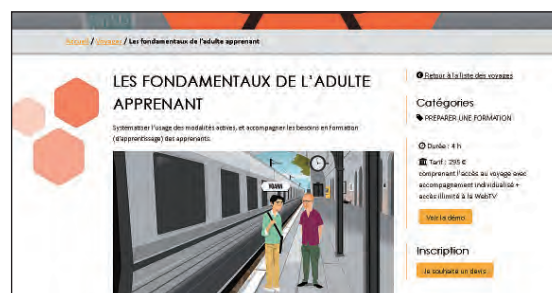 Accueil / Voyages / Les fondamentaux de l'adulte apprenant
LES FONDAMENTAUX DE L'ADULTE
APPRENANT
Systématiser l'usage des modalités actives, et accompagner les besoins en formation
(d'apprentissage) des apprenants.
Retour à la liste des voyages
Catégories
PREPARER UNE FORMATION
Durée : 4 h
Tarif : 295 €
comprenant l'accès au voyage avec
accompagnement individualisé +
accès illimité à la WebTV
Voir la démo
Inscription
Je souhaite un devis